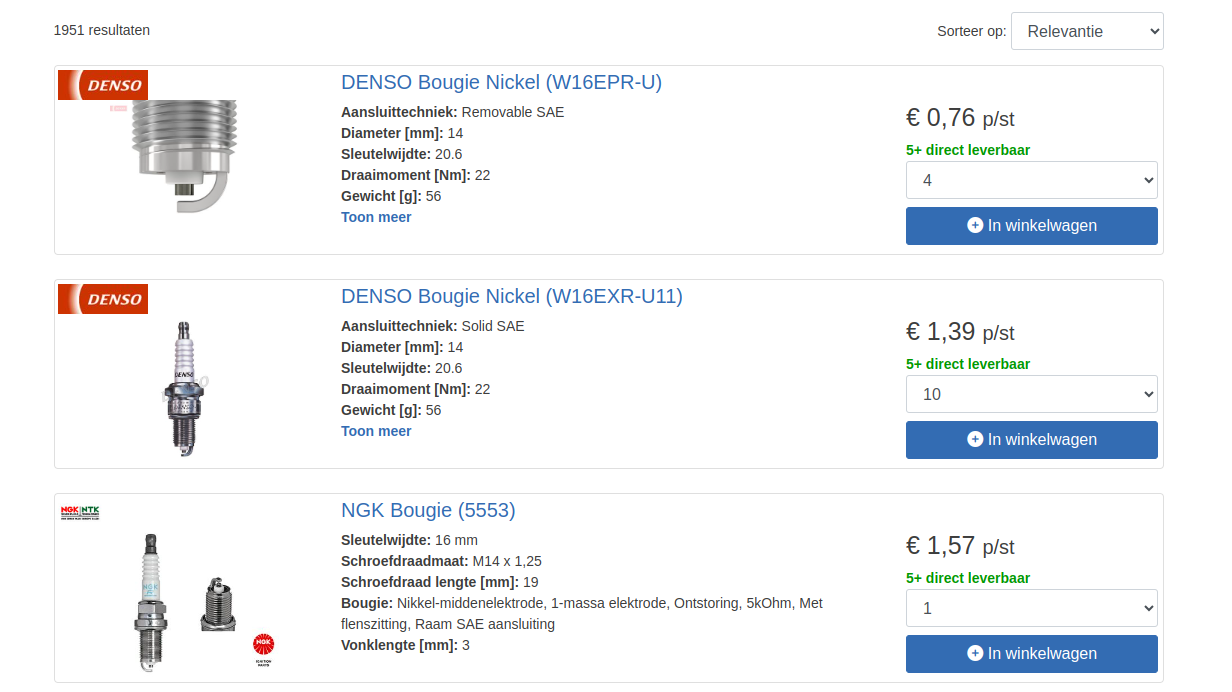 1951 resultaten
Sorteer op: Relevantie
DENSO
DENSO Bougie Nickel (W16EPR-U)
Aansluittechniek: Removable SAE
Diameter [mm]: 14
Sleutelwijdte: 20.6
Draaimoment [Nm]: 22
Gewicht [g]: 56
Toon meer
€ 0,76 p/st
5+ direct leverbaar
4
In winkelwagen
DENSO
DENSO
DENSO Bougie Nickel (W16EXR-U11)
Aansluittechniek: Solid SAE
Diameter [mm]: 14
Sleutelwijdte: 20.6
Draaimoment [Nm]: 22
Gewicht [g]: 56
Toon meer
€ 1,39 p/st
5+ direct leverbaar
10
In winkelwagen
NGK NTK
NGK
NGK
IGNITION
PARTS
NGK Bougie (5553)
Sleutelwijdte: 16 mm
Schroefdraadmaat: M14 x 1,25
Schroefdraad lengte [mm]: 19
Bougie: Nikkel-middenelektrode, 1-massa elektrode, Ontstoring, 5kOhm, Met
flenszitting, Raam SAE aansluiting
Vonklengte [mm]: 3
€ 1,57 p/st
5+ direct leverbaar
1
In winkelwagen